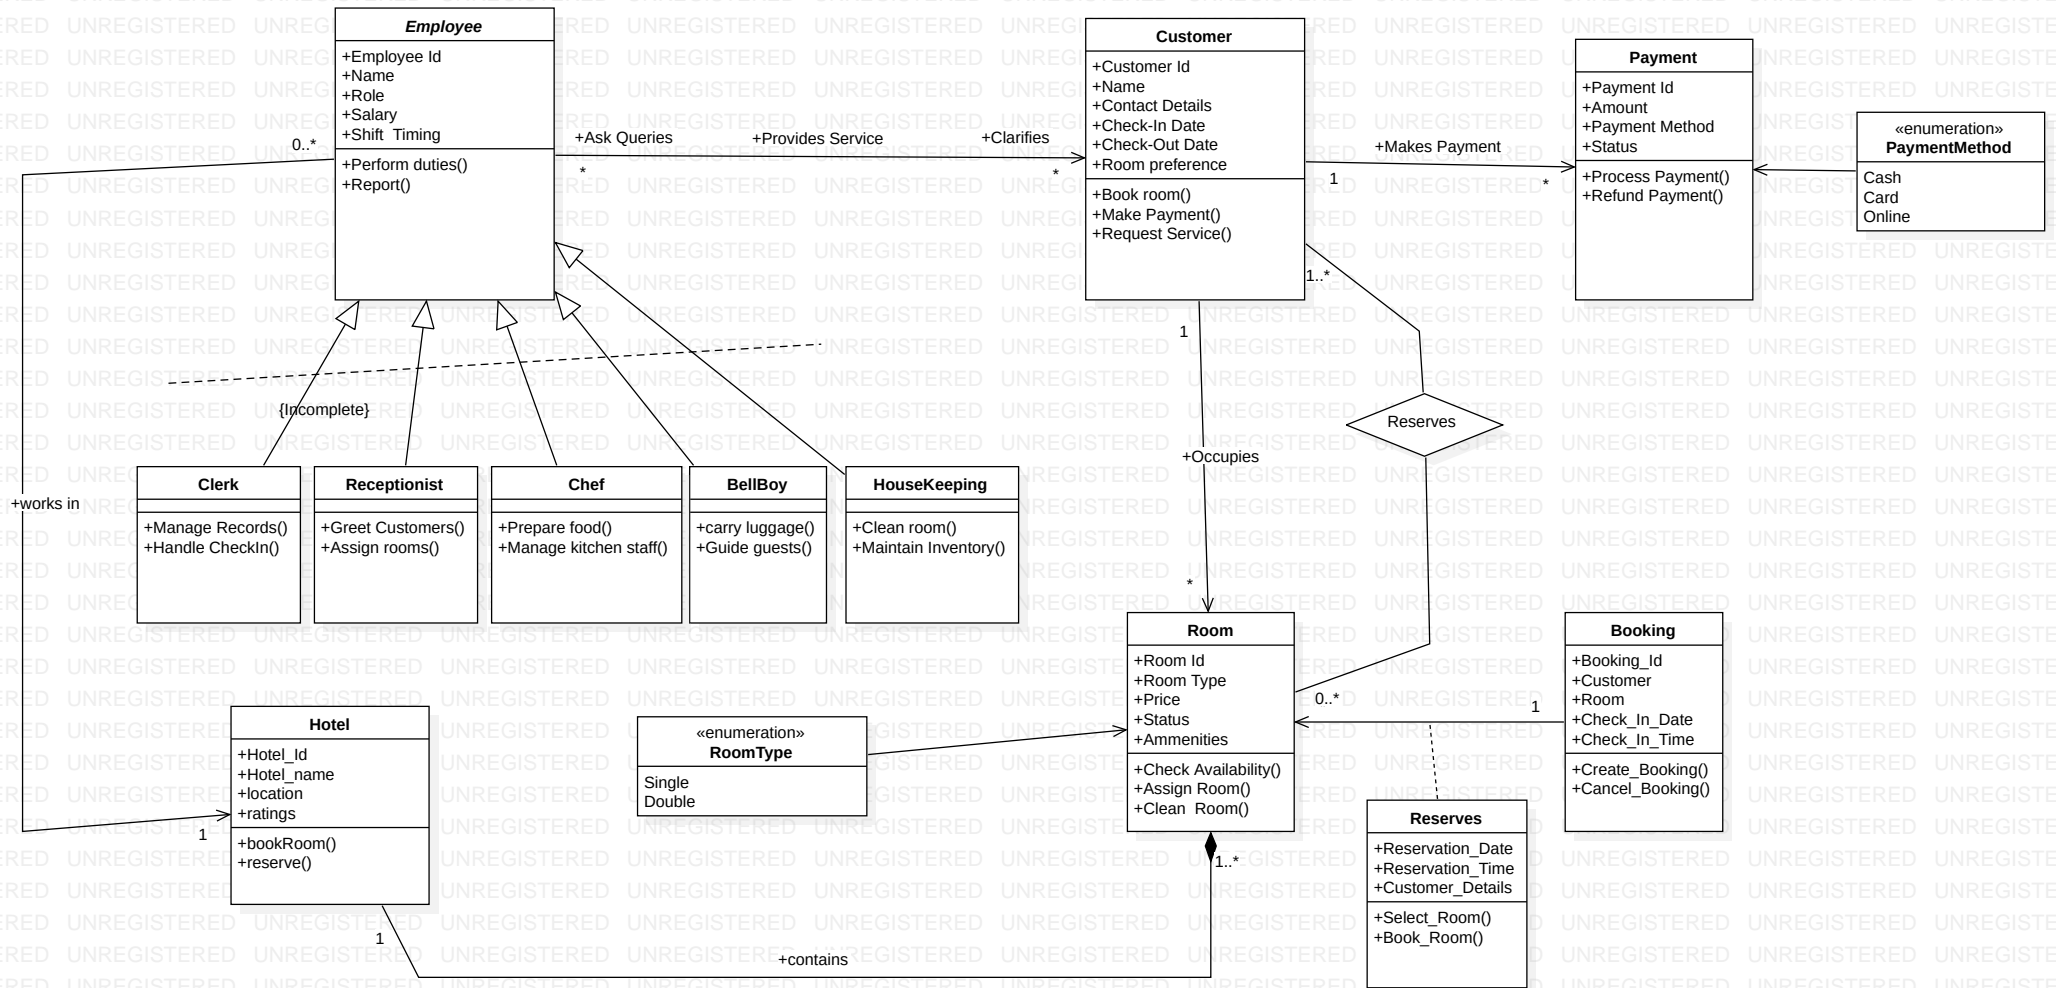 Employee
+Employee Id
+Name
+Role
+Salary
+Shift  Timing
+Perform duties()
+Report()
Customer
+Customer Id
+Name
+Contact Details
+Check-In Date
+Check-Out Date
+Room preference
+Book room()
+Make Payment()
+Request Service()
Payment
+Payment Id
+Amount
+Payment Method
+Status
+Process Payment()
+Refund Payment()
«enumeration»
PaymentMethod
Cash
Card
Online
0..*
+Ask Queries
+Provides Service
+Clarifies
*
*
+Makes Payment
1
*
1..*
1
{Incomplete}
Reserves
+Occupies
*
+works in
Clerk
+Manage Records()
+Handle CheckIn()
Receptionist
+Greet Customers()
+Assign rooms()
Chef
+Prepare food()
+Manage kitchen staff()
BellBoy
+carry luggage()
+Guide guests()
HouseKeeping
+Clean room()
+Maintain Inventory()
Room
+Room Id
+Room Type
+Price
+Status
+Ammenities
+Check Availability()
+Assign Room()
+Clean  Room()
0..*
1
Booking
+Booking_Id
+Customer
+Room
+Check_In_Date
+Check_In_Time
+Create_Booking()
+Cancel_Booking()
Hotel
+Hotel_Id
+Hotel_name
+location
+ratings
+bookRoom()
+reserve()
1
«enumeration»
RoomType
Single
Double
Reserves
+Reservation_Date
+Reservation_Time
+Customer_Details
+Select_Room()
+Book_Room()
1..*
1
+contains
UNREGISTERED